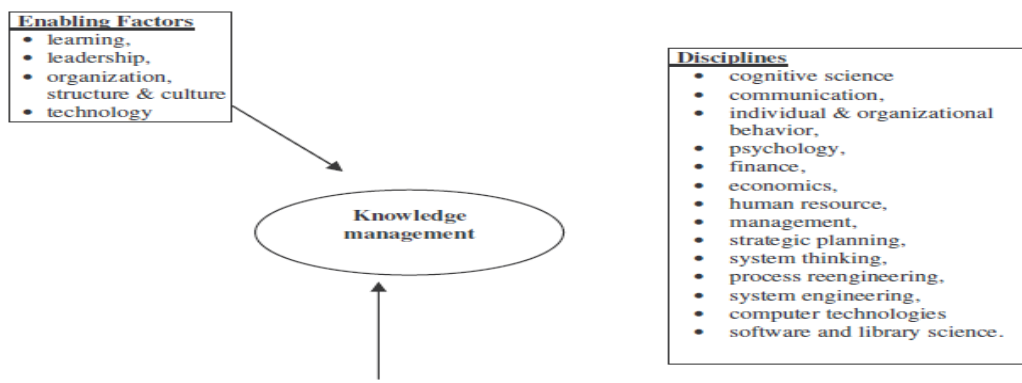 Enabling Factors
• learning,
• leadership,
• organization,
structure & culture
• technology
Knowledge
management
Disciplines
• cognitive science
• communication,
• individual & organizational
behavior,
• psychology,
• finance,
• economics,
• human resource,
• management,
• strategic planning,
• system thinking,
• process reengineering,
• system engineering,
• computer technologies
• software and library science.